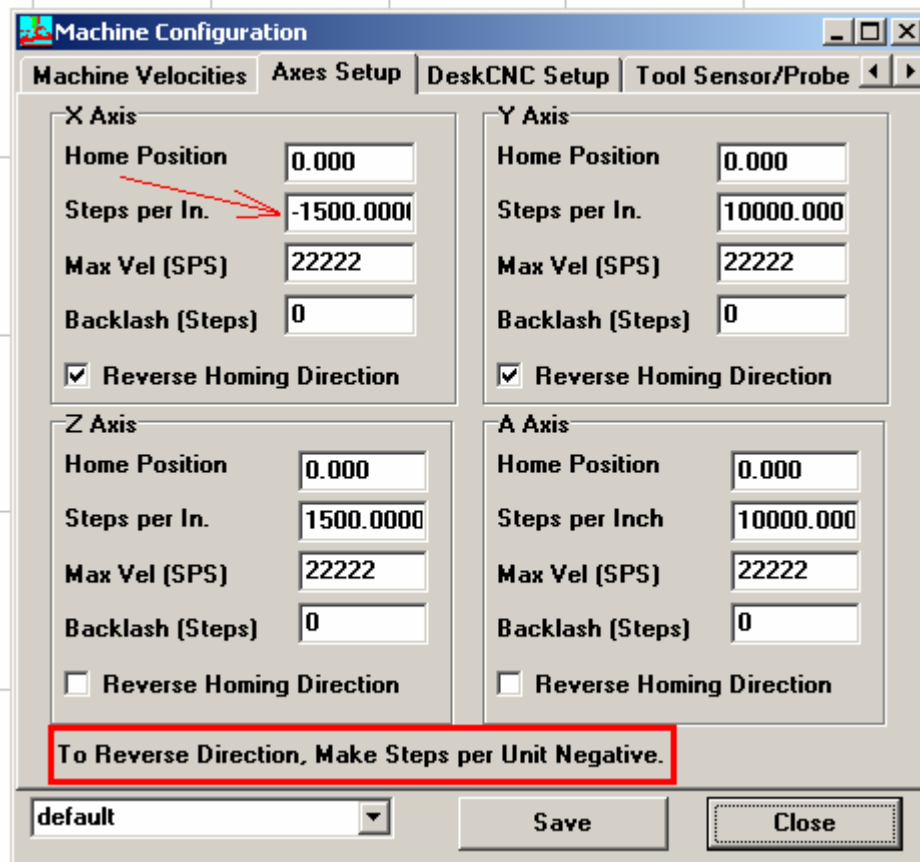 Machine Configuration
Machine Velocities Axes Setup DeskCNC Setup Tool Sensor/Probe
X Axis
Home Position 0.000
Steps per In. -1500.000
Max Vel (SPS) 22222
Backlash (Steps) 0
Reverse Homing Direction
Y Axis
Home Position 0.000
Steps per In. 10000.000
Max Vel (SPS) 22222
Backlash (Steps) 0
Reverse Homing Direction
Z Axis
Home Position 0.000
Steps per In. 1500.0000
Max Vel (SPS) 22222
Backlash (Steps) 0
Reverse Homing Direction
A Axis
Home Position 0.000
Steps per Inch 10000.000
Max Vel (SPS) 22222
Backlash (Steps) 0
Reverse Homing Direction
To Reverse Direction, Make Steps per Unit Negative.
default Save Close